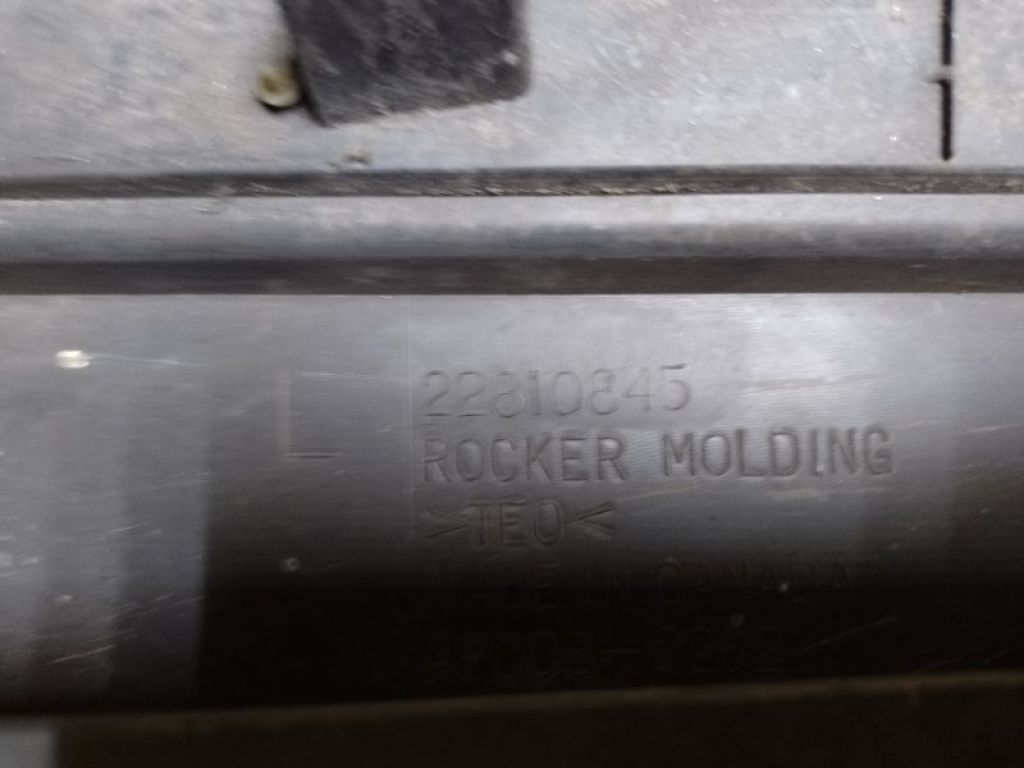 L
22810845
ROCKER MOLDING
>TEO<
MADE IN CANADA